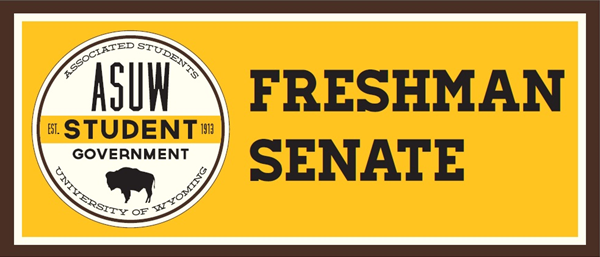 ASSOCIATED STUDENTS
ASUW
EST. STUDENT 1913
GOVERNMENT
UNIVERSITY OF WYOMING
FRESHMAN
SENATE